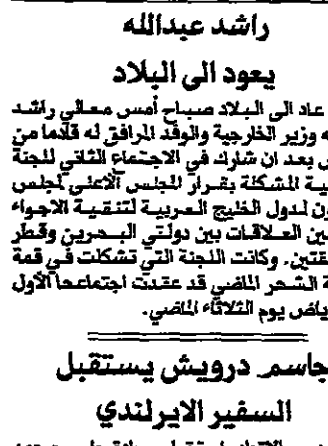 راشد عبدالله
يعود الى البلاد
عاد الى البلاد صباح أمس معالي راشد
وزير الخارجية والوفد المرافق له قادما من
بعد ان شارك في الاجتماع الثاني للجنة
المشكلة بقرار المجلس الأعلى لمجلس
لدول الخليج العربية لتنقية الاجواء
العلاقات بين دولتي البحرين وقطر
وكانت اللجنة التي تشكلت في قمة
الشهر الماضي قد عقدت اجتماعها الأول
يوم الثلاثاء الماضي.
جاسم درويش يستقبل
السفير الايرلندي